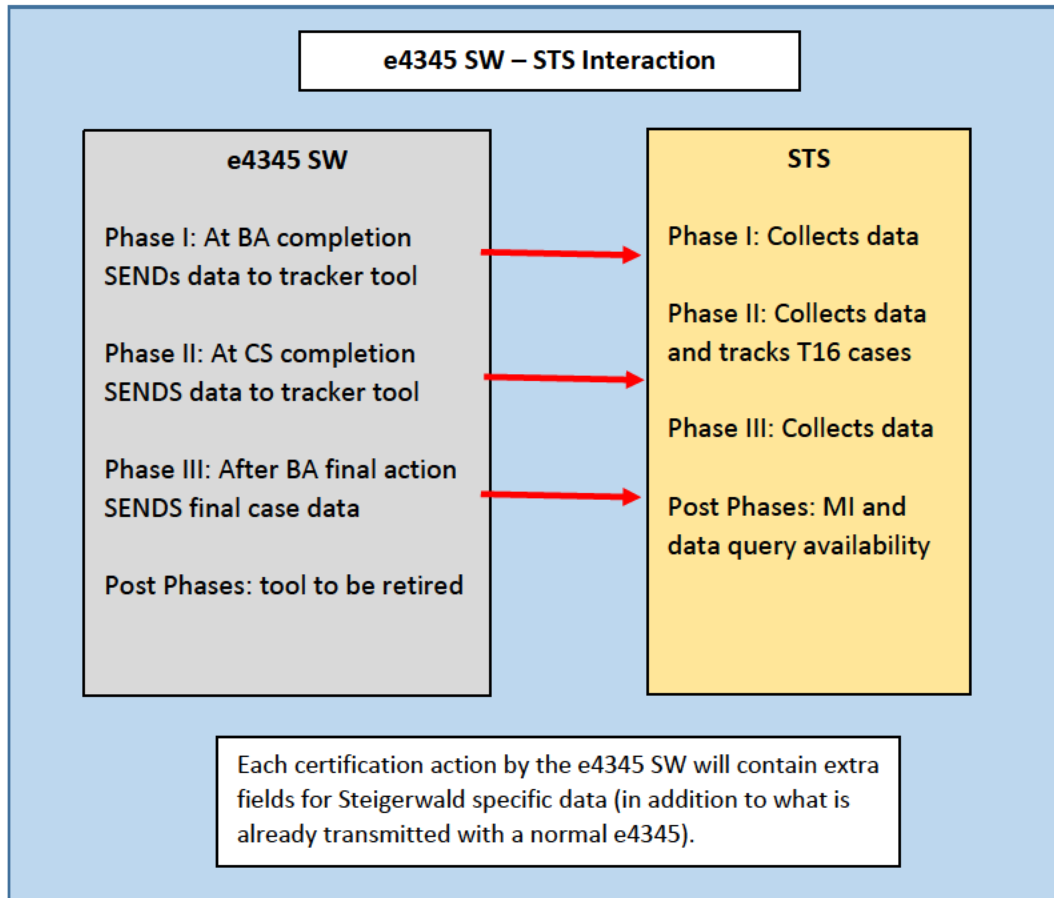 e4345 SW – STS Interaction
e4345 SW
Phase I: At BA completion
SENDs data to tracker tool
Phase II: At CS completion
SENDS data to tracker tool
Phase III: After BA final action
SENDS final case data
Post Phases: tool to be retired
STS
Phase I: Collects data
Phase II: Collects data
and tracks T16 cases
Phase III: Collects data
Post Phases: MI and
data query availability
Each certification action by the e4345 SW will contain extra
fields for Steigerwald specific data (in addition to what is
already transmitted with a normal e4345).